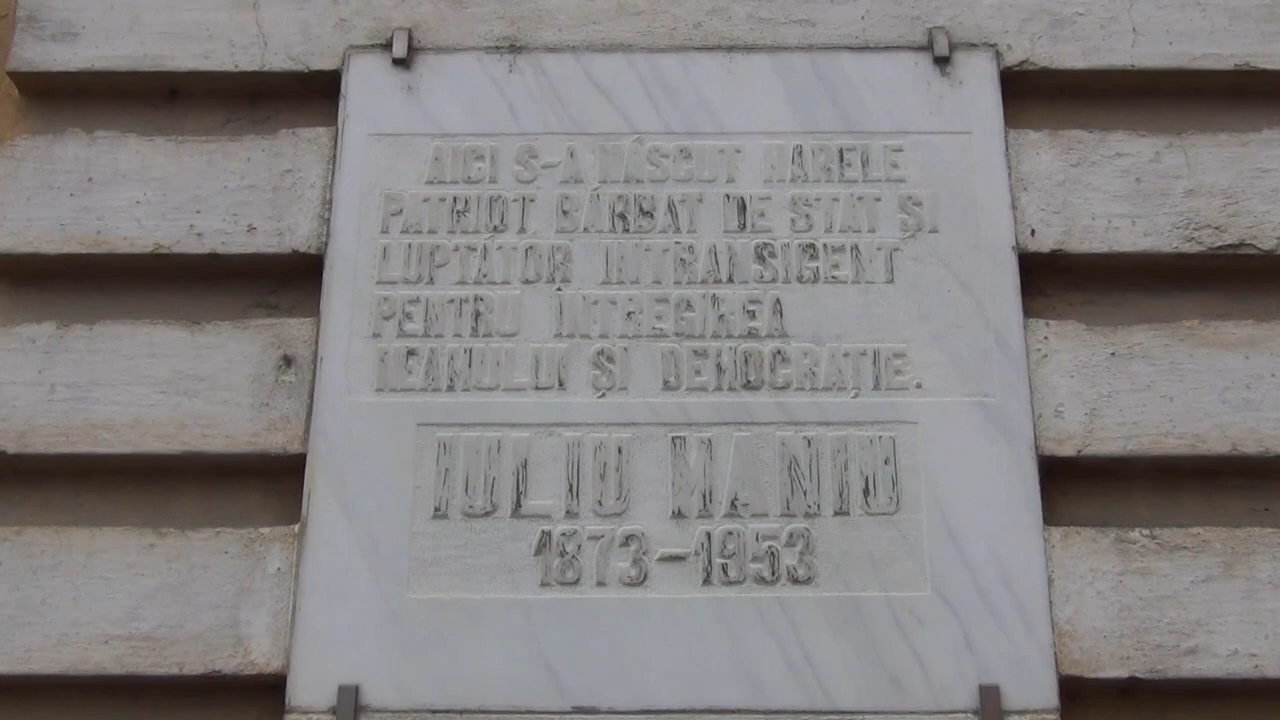 AICI S-A NĂSCUT MARELE
PATRIOT BĂRBAT DE STAT ȘI
LUPTĂTOR INTRANSIGENT
PENTRU ÎNTREGIREA
NEAMULUI ȘI DEMOCRAȚIE.
IULIU MANIU
1873-1953